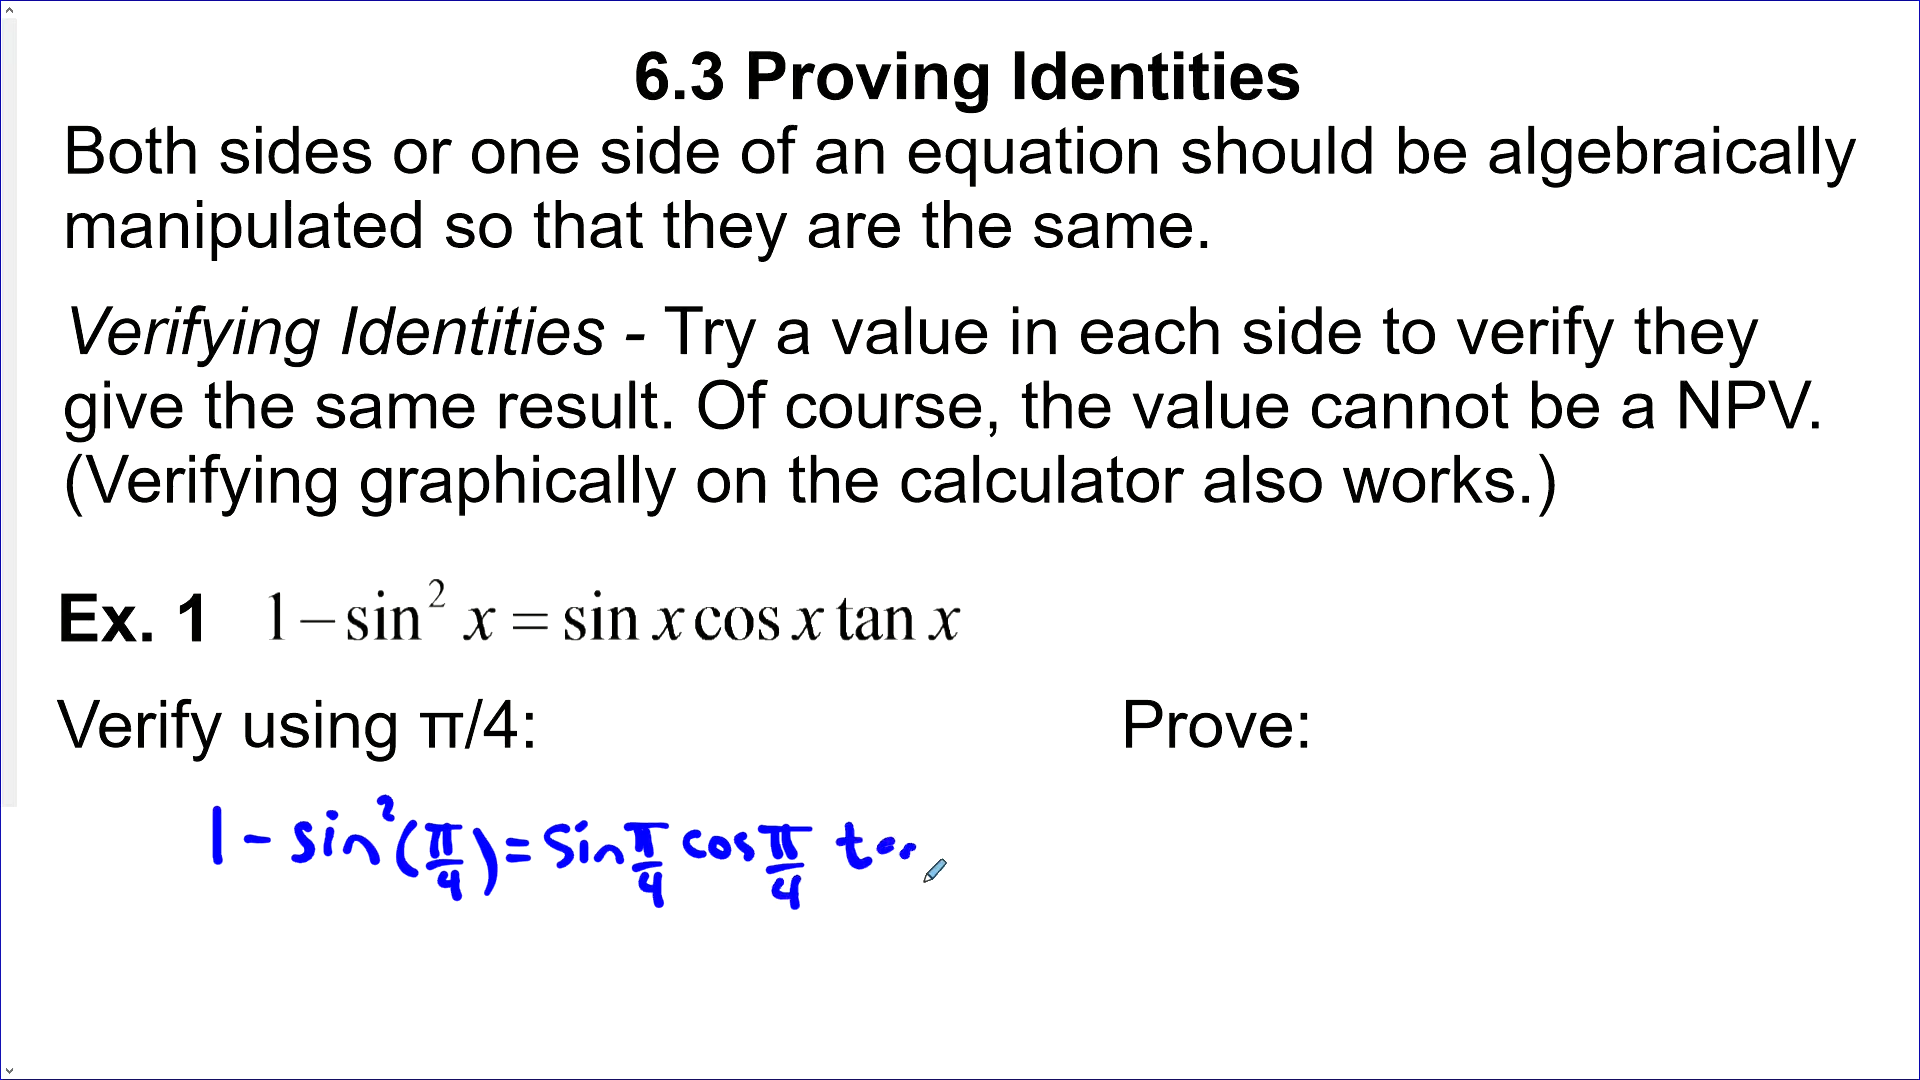 6.3 Proving Identities
Both sides or one side of an equation should be algebraically
manipulated so that they are the same.
Verifying Identities - Try a value in each side to verify they
give the same result. Of course, the value cannot be a NPV.
(Verifying graphically on the calculator also works.)
Ex. 1 1 − sin² x = sin x cos x tan x
Verify using π/4: Prove:
1 - sin²(π/4) = sin π/4 cos π/4